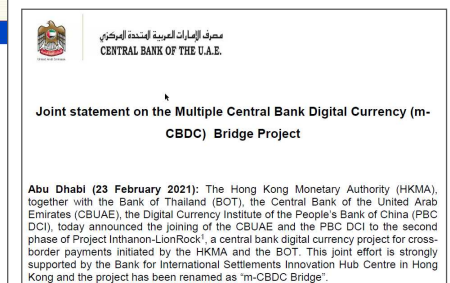 مصرف الإمارات العربية المتحدة المركزي
CENTRAL BANK OF THE U.A.E.
Joint statement on the Multiple Central Bank Digital Currency (m-
CBDC) Bridge Project
Abu Dhabi (23 February 2021): The Hong Kong Monetary Authority (HKMA),
together with the Bank of Thailand (BOT), the Central Bank of the United Arab
Emirates (CBUAE), the Digital Currency Institute of the People's Bank of China (PBC
DCI), today announced the joining of the CBUAE and the PBC DCI to the second
phase of Project Inthanon-LionRock¹, a central bank digital currency project for cross-
border payments initiated by the HKMA and the BOT. This joint effort is strongly
supported by the Bank for International Settlements Innovation Hub Centre in Hong
Kong and the project has been renamed as “m-CBDC Bridge”.